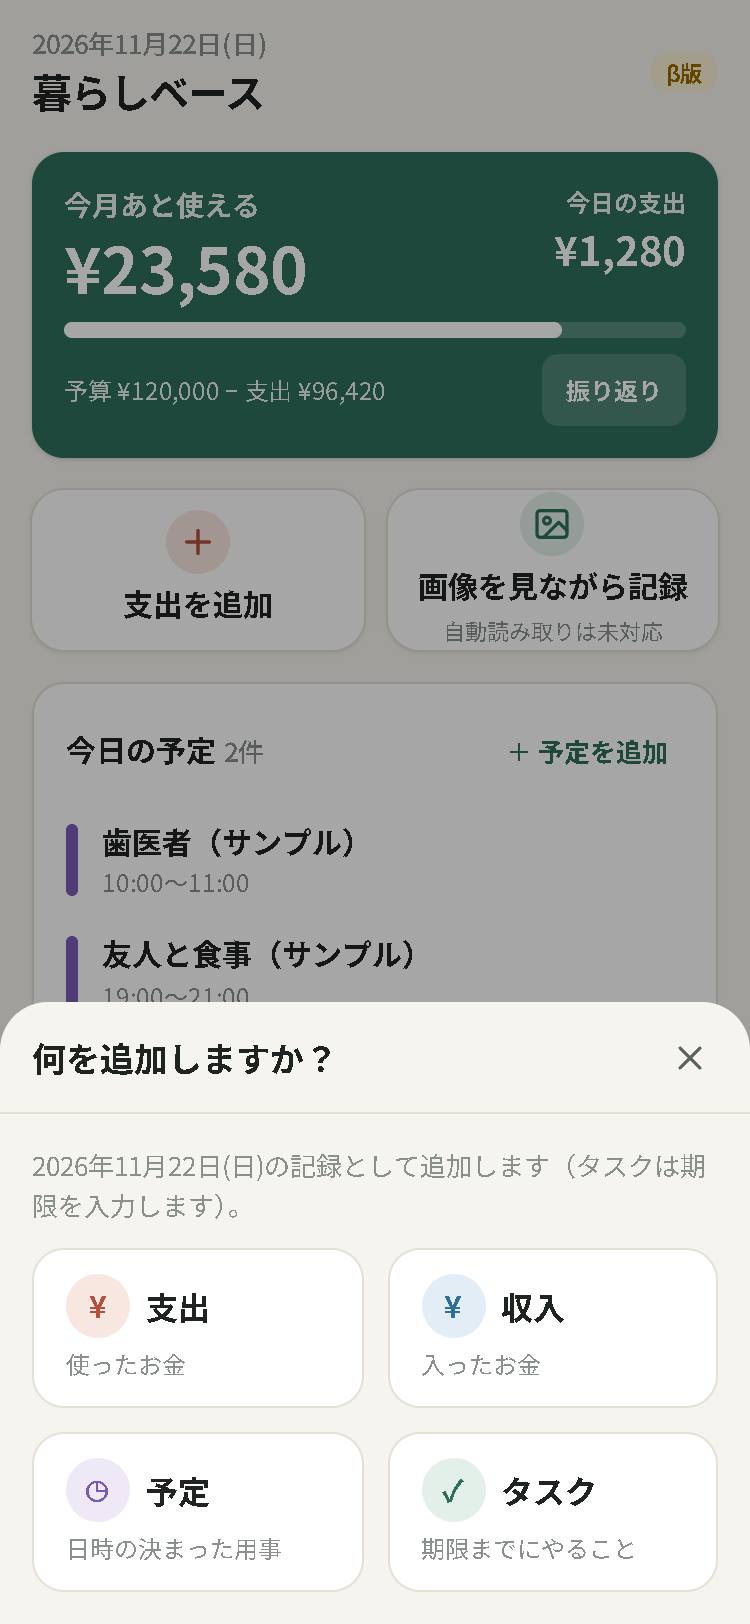 2026年11月22日(日)
暮らしベース
β版
今月あと使える
今日の支出
¥23,580
¥1,280
予算 ¥120,000 − 支出 ¥96,420
振り返り
支出を追加
画像を見ながら記録
自動読み取りは未対応
今日の予定 2件
＋ 予定を追加
歯医者（サンプル）
10:00〜11:00
友人と食事（サンプル）
19:00〜21:00
何を追加しますか？
2026年11月22日(日)の記録として追加します（タスクは期
限を入力します）。
¥ 支出
使ったお金
¥ 収入
入ったお金
予定
日時の決まった用事
タスク
期限までにやること